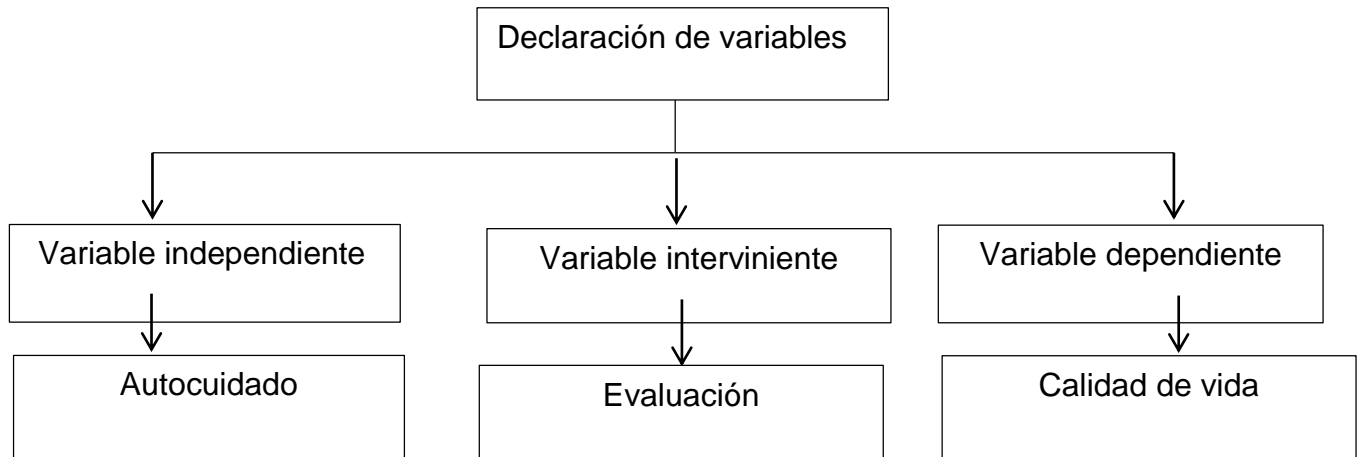 Declaración de variables
Variable independiente
Variable interviniente
Variable dependiente
Autocuidado
Evaluación
Calidad de vida